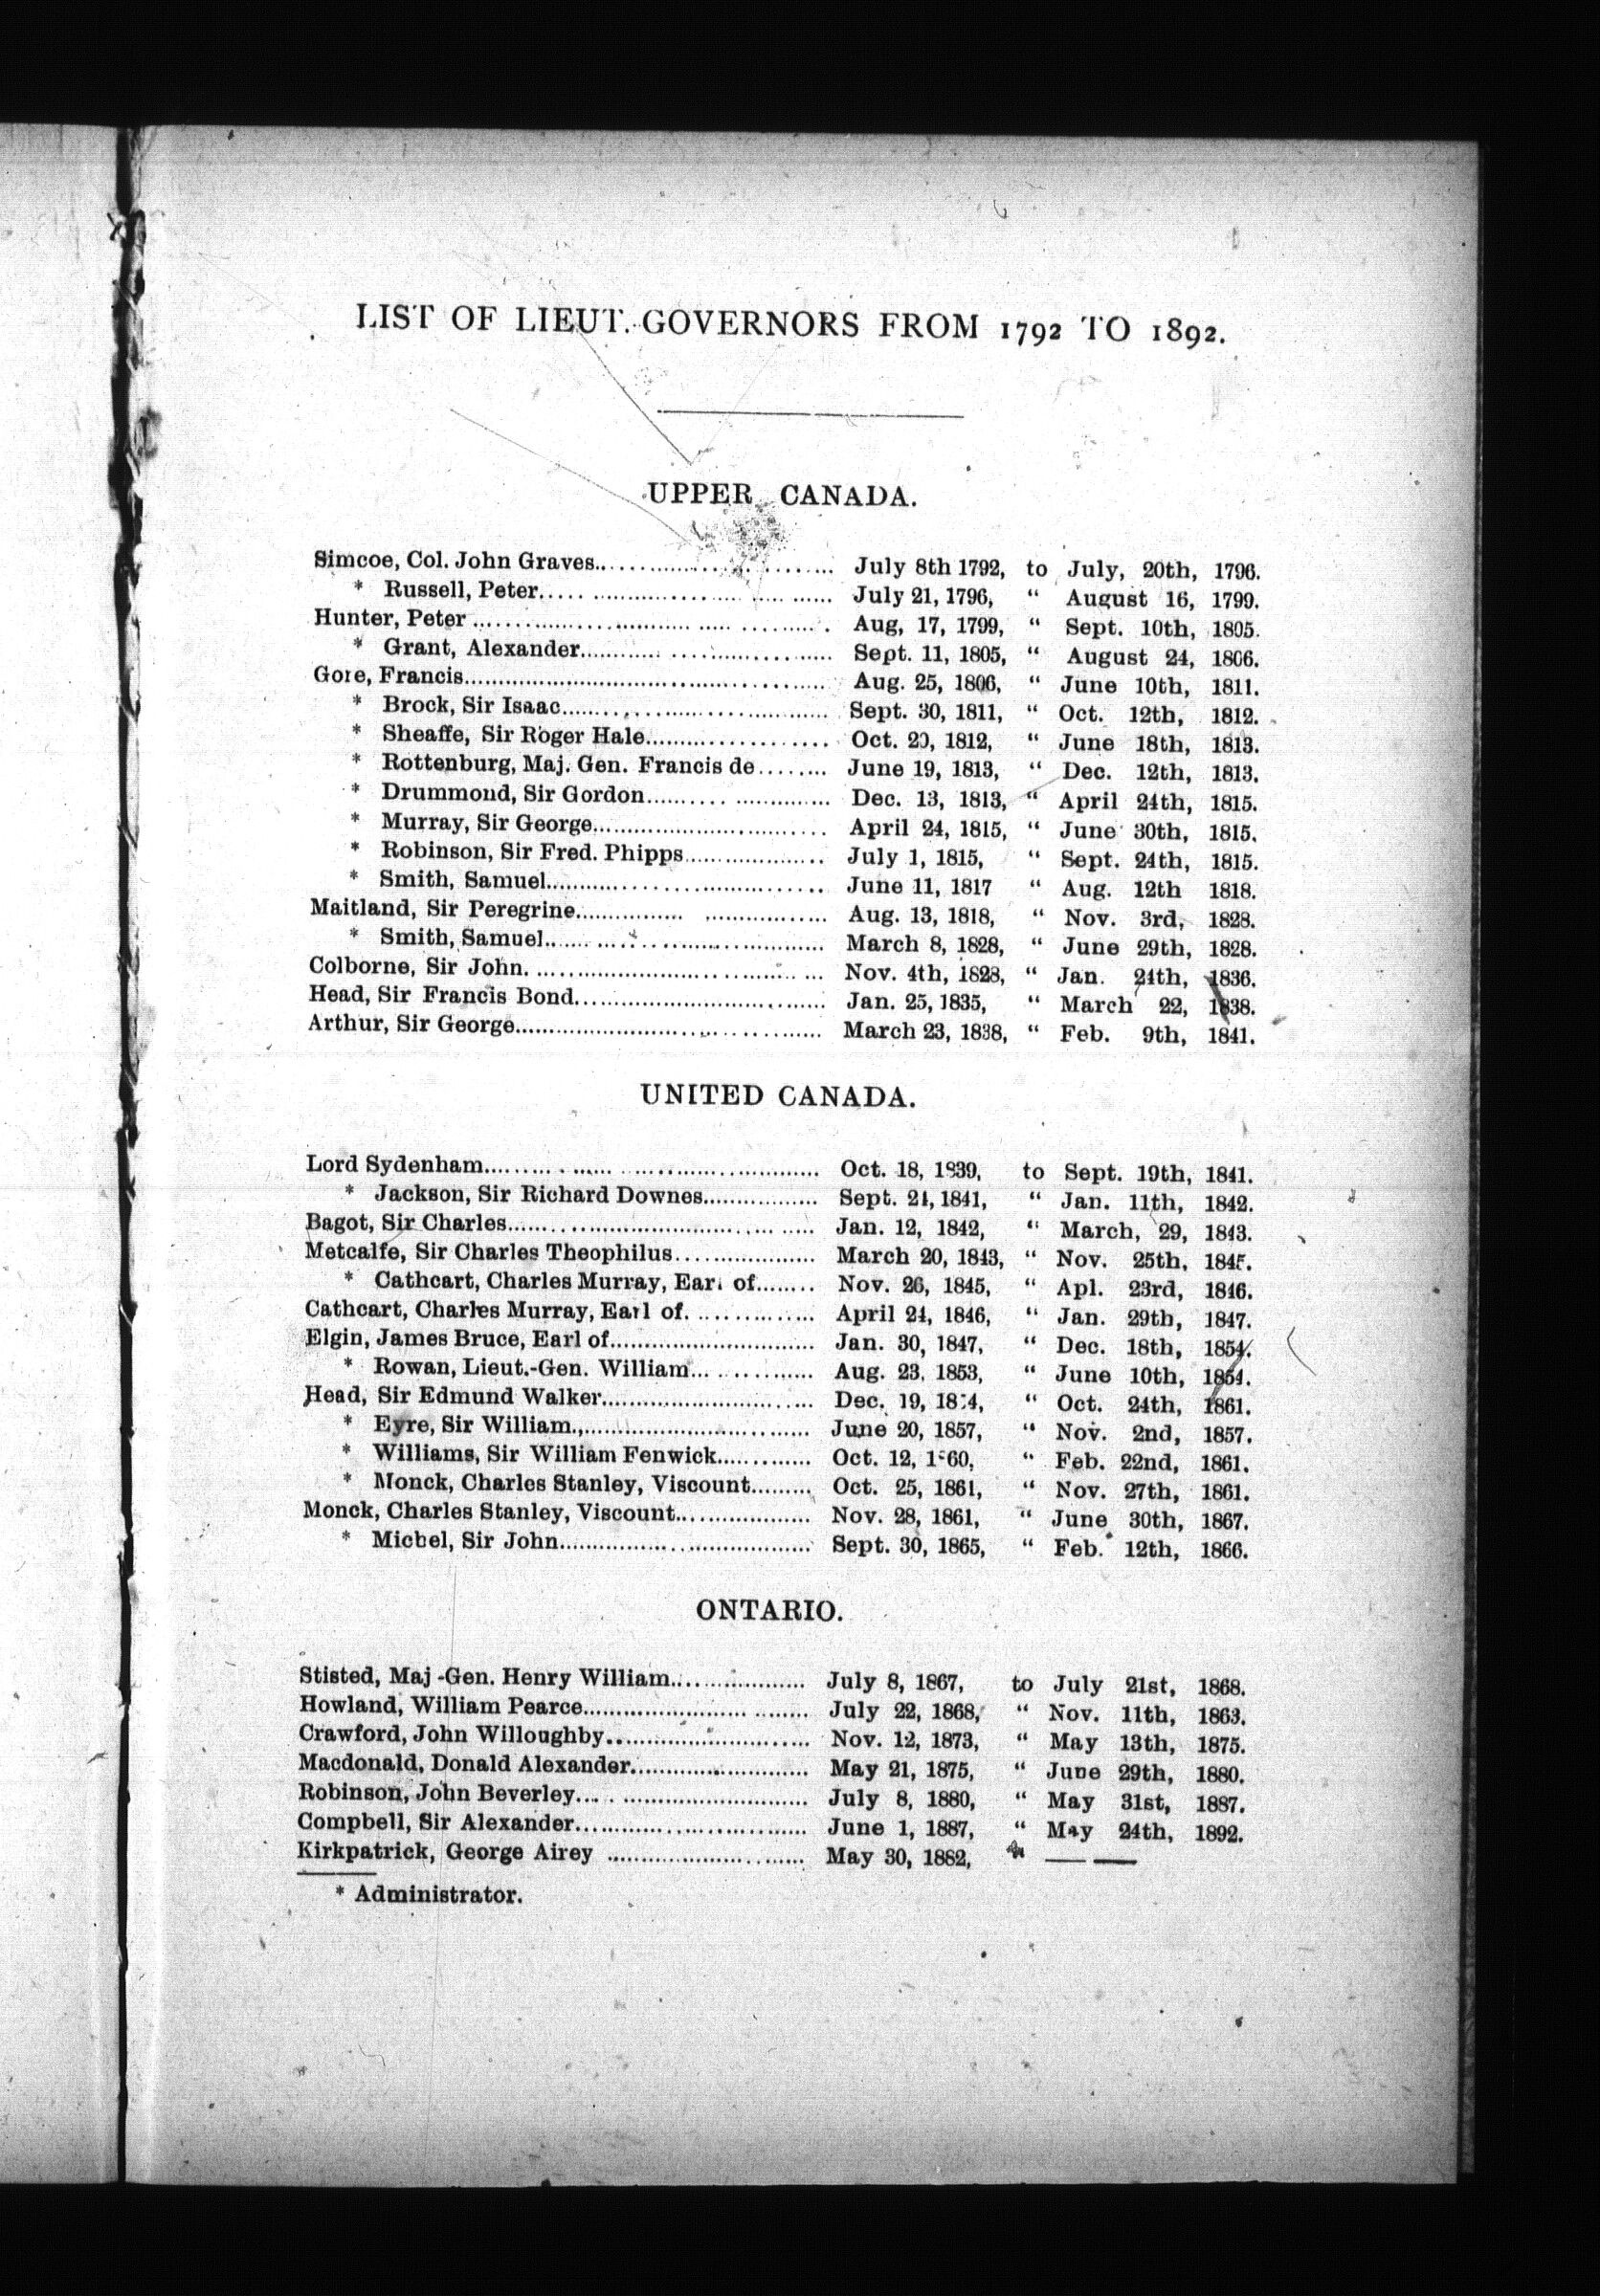 LIST OF LIEUT.-GOVERNORS FROM 1792 TO 1892.
UPPER CANADA.
Simcoe, Col. John Graves........ July 8th 1792, to July, 20th, 1796.
* Russell, Peter........ July 21, 1796, " August 16, 1799.
Hunter, Peter ........ Aug, 17, 1799, " Sept. 10th, 1805.
* Grant, Alexander........ Sept. 11, 1805, " August 24, 1806.
Gore, Francis........ Aug. 25, 1806, " June 10th, 1811.
* Brock, Sir Isaac........ Sept. 30, 1811, " Oct. 12th, 1812.
* Sheaffe, Sir Roger Hale........ Oct. 20, 1812, " June 18th, 1813.
* Rottenburg, Maj. Gen. Francis de........ June 19, 1813, " Dec. 12th, 1813.
* Drummond, Sir Gordon........ Dec. 13, 1813, " April 24th, 1815.
* Murray, Sir George........ April 24, 1815, " June 30th, 1815.
* Robinson, Sir Fred. Phipps........ July 1, 1815, " Sept. 24th, 1815.
* Smith, Samuel........ June 11, 1817 " Aug. 12th 1818.
Maitland, Sir Peregrine........ Aug. 13, 1818, " Nov. 3rd, 1828.
* Smith, Samuel........ March 8, 1828, " June 29th, 1828.
Colborne, Sir John........ Nov. 4th, 1828, " Jan. 24th, 1836.
Head, Sir Francis Bond........ Jan. 25, 1835, " March 22, 1838.
Arthur, Sir George........ March 23, 1838, " Feb. 9th, 1841.
UNITED CANADA.
Lord Sydenham........ Oct. 18, 1839, to Sept. 19th, 1841.
* Jackson, Sir Richard Downes........ Sept. 24, 1841, " Jan. 11th, 1842.
Bagot, Sir Charles........ Jan. 12, 1842, " March, 29, 1843.
Metcalfe, Sir Charles Theophilus........ March 20, 1843, " Nov. 25th, 1845.
* Cathcart, Charles Murray, Earl of........ Nov. 26, 1845, " Apl. 23rd, 1846.
Cathcart, Charles Murray, Earl of........ April 24, 1846, " Jan. 29th, 1847.
Elgin, James Bruce, Earl of........ Jan. 30, 1847, " Dec. 18th, 1854.
* Rowan, Lieut.-Gen. William........ Aug. 23, 1853, " June 10th, 1854.
Head, Sir Edmund Walker........ Dec. 19, 1854, " Oct. 24th, 1861.
* Eyre, Sir William.,........ June 20, 1857, " Nov. 2nd, 1857.
* Williams, Sir William Fenwick........ Oct. 12, 1860, " Feb. 22nd, 1861.
* Monck, Charles Stanley, Viscount........ Oct. 25, 1861, " Nov. 27th, 1861.
Monck, Charles Stanley, Viscount........ Nov. 28, 1861, " June 30th, 1867.
* Michel, Sir John........ Sept. 30, 1865, " Feb. 12th, 1866.
ONTARIO.
Stisted, Maj-Gen. Henry William........ July 8, 1867, to July 21st, 1868.
Howland, William Pearce........ July 22, 1868, " Nov. 11th, 1863.
Crawford, John Willoughby........ Nov. 12, 1873, " May 13th, 1875.
Macdonald, Donald Alexander........ May 21, 1875, " June 29th, 1880.
Robinson, John Beverley........ July 8, 1880, " May 31st, 1887.
Compbell, Sir Alexander........ June 1, 1887, " May 24th, 1892.
Kirkpatrick, George Airey ........ May 30, 1882, " — —
* Administrator.